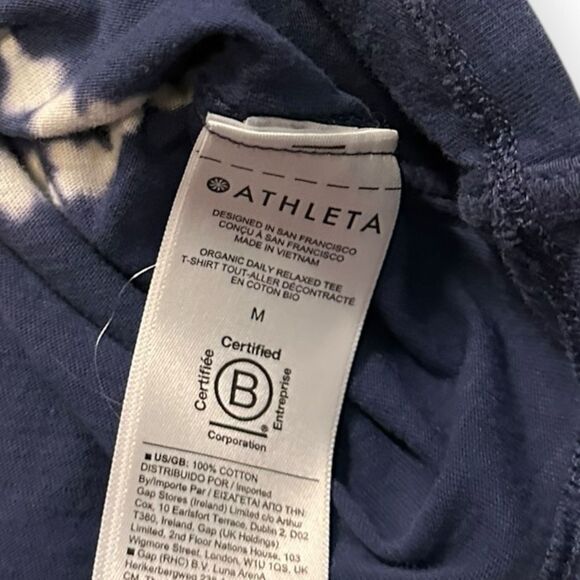 ATHLETA
DESIGNED IN SAN FRANCISCO
CONÇU À SAN FRANCISCO
MADE IN VIETNAM
ORGANIC DAILY RELAXED TEE
T-SHIRT TOUT-ALLER DÉCONTRACTÉ
EN COTON BIO
M
Certified
Certifiée
B
Entreprise
®
Corporation
■ US/GB: 100% COTTON
DISTRIBUIDO POR / Imported
By/Importe Par / ΕΙΣΑΓΕΤΑΙ ΑΠΟ ΤΗΝ:
Gap Stores (Ireland) Limited c/o Arthur
Cox, 10 Earlsfort Terrace, Dublin 2, D02
T380, Ireland, Gap (UK Holdings)
Limited, 2nd Floor Nations House, 103
Wigmore Street, London, W1U 1QS,
■ Gap (RHC) B.V. Luna ArenA
Herikerbergweg